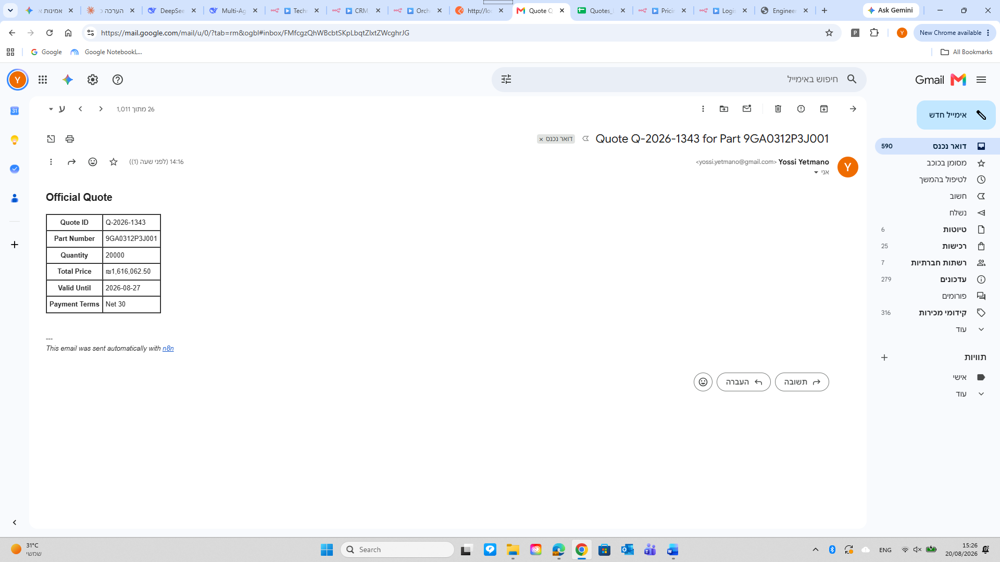 אמינות א
הערכה כ
DeepSee
Multi-Ag
Techn
CRM
Orche
http://loc
Quote Q
Quotes_
Pricin
Logis
Engineer
Ask Gemini
https://mail.google.com/mail/u/0/?tab=rm&ogbl#inbox/FMfcgzQhWBcbtSKpLbqtZlxtZWcghrJG
P
Y
New Chrome available
Google
Google NotebookL...
All Bookmarks
Y
חיפוש באימייל
Gmail
31
ע
26 מתוך 1,011
אימייל חדש
Quote Q-2026-1343 for Part 9GA0312P3J001
דואר נכנס ×
Yossi Yetmano <yossi.yetmano@gmail.com>
אני
14:16 (לפני שעה (1))
Y
Official Quote
Quote ID Q-2026-1343
Part Number 9GA0312P3J001
Quantity 20000
Total Price ₪1,616,062.50
Valid Until 2026-08-27
Payment Terms Net 30
---
This email was sent automatically with n8n
תשובה
העברה
דואר נכנס 590
מסומן בכוכב
לטיפול בהמשך
חשוב
נשלח
טיוטות 6
רכישות 25
רשתות חברתיות 7
עדכונים 279
פורומים
קידומי מכירות 316
עוד
תוויות
אישי
עוד
31°C
שמשי
Search
ENG
15:26
20/08/2026